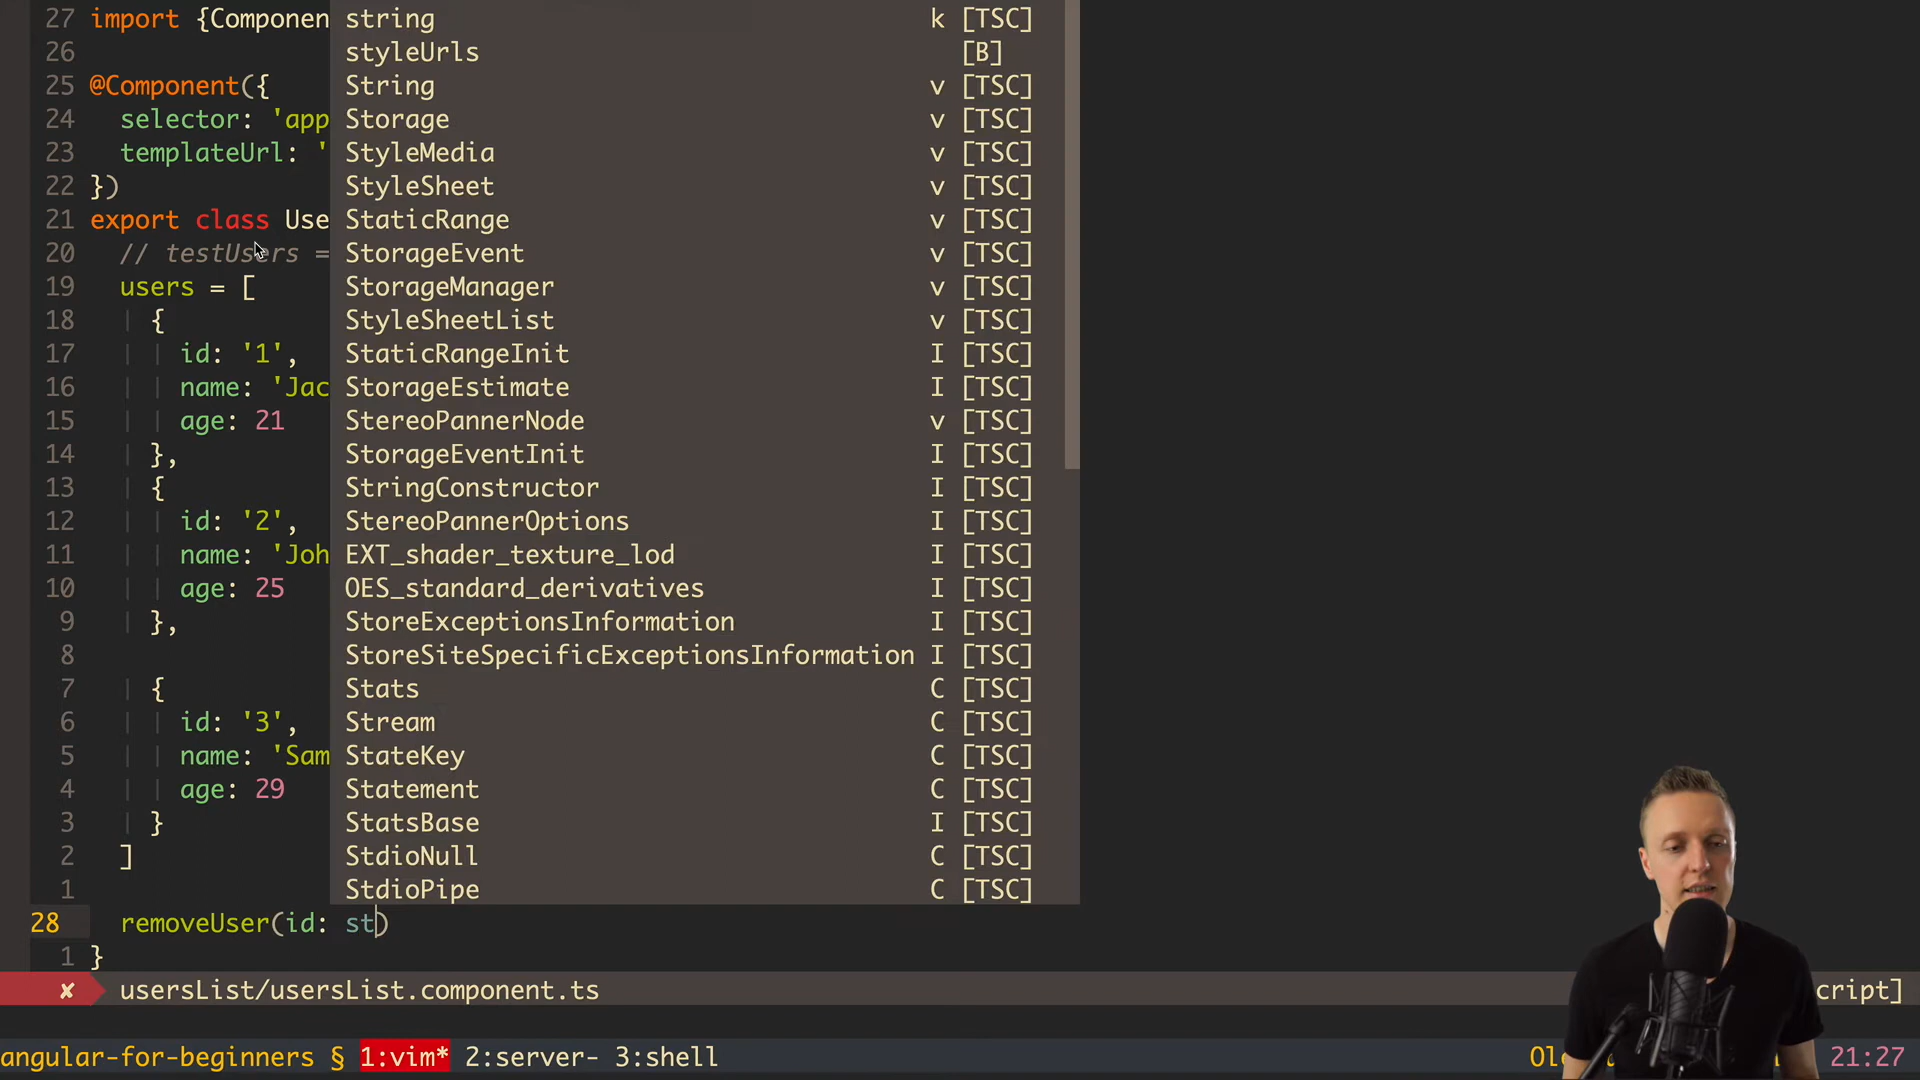 27 import {Componen string k [TSC]
26 styleUrls [B]
25 @Component({ String v [TSC]
24 selector: 'app Storage v [TSC]
23 templateUrl: ' StyleMedia v [TSC]
22 }) StyleSheet v [TSC]
21 export class Use StaticRange v [TSC]
20 // testUsers = StorageEvent v [TSC]
19 users = [ StorageManager v [TSC]
18 { StyleSheetList v [TSC]
17 id: '1', StaticRangeInit I [TSC]
16 name: 'Jac StorageEstimate I [TSC]
15 age: 21 StereoPannerNode v [TSC]
14 }, StorageEventInit I [TSC]
13 { StringConstructor I [TSC]
12 id: '2', StereoPannerOptions I [TSC]
11 name: 'Joh EXT_shader_texture_lod I [TSC]
10 age: 25 OES_standard_derivatives I [TSC]
9 }, StoreExceptionsInformation I [TSC]
8 StoreSiteSpecificExceptionsInformation I [TSC]
7 { Stats C [TSC]
6 id: '3', Stream C [TSC]
5 name: 'Sam StateKey C [TSC]
4 age: 29 Statement C [TSC]
3 } StatsBase I [TSC]
2 ] StdioNull C [TSC]
1 StdioPipe C [TSC]
28 removeUser(id: st)
1 }
✘ usersList/usersList.component.ts cript]
angular-for-beginners § 1:vim* 2:server- 3:shell 21:27